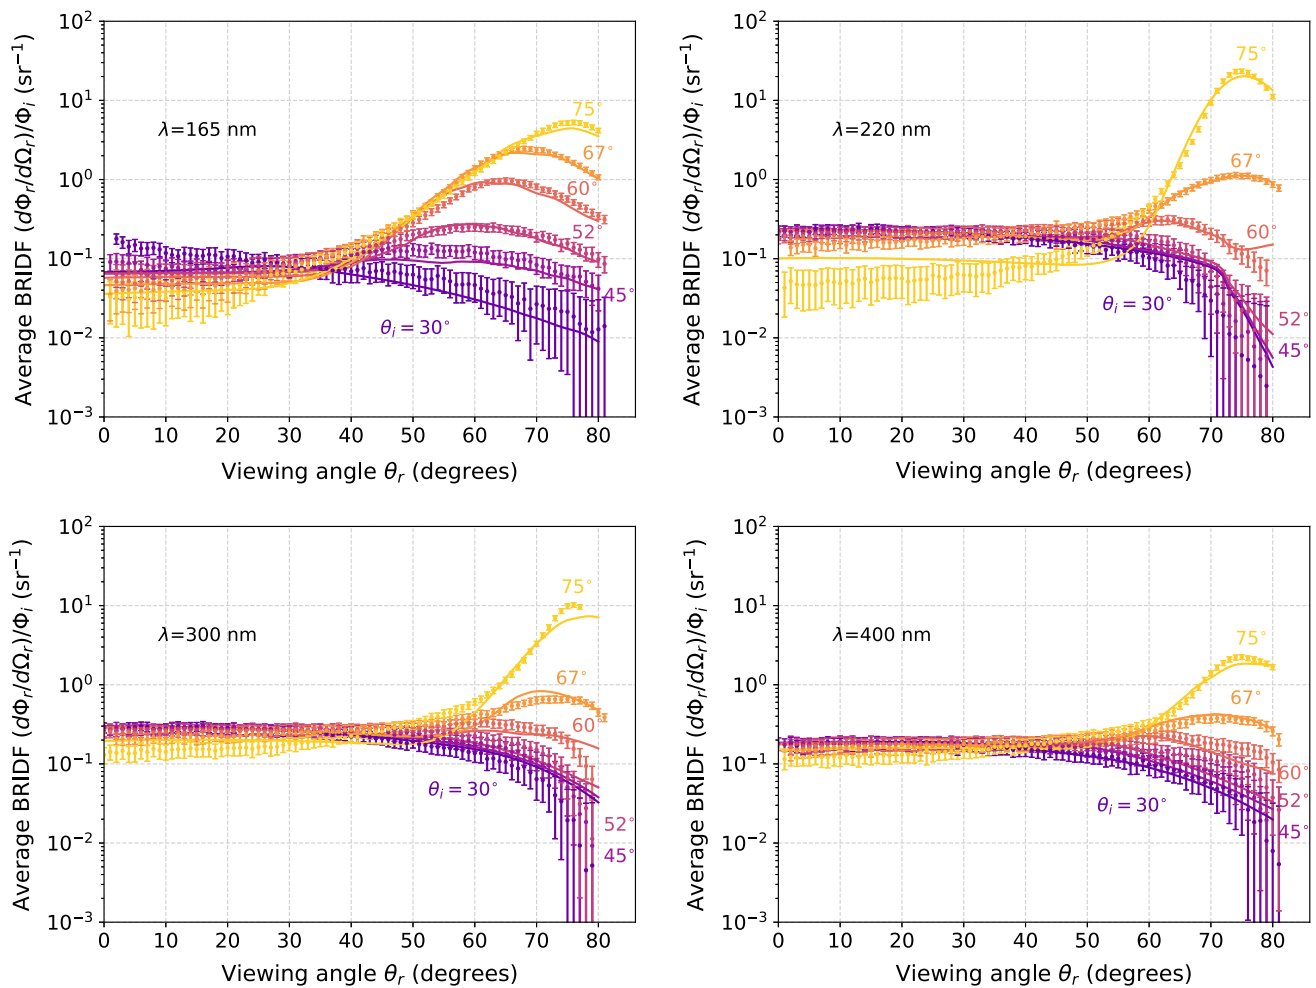 10²
10¹
10⁰
10⁻¹
10⁻²
10⁻³
Average BRIDF (dΦᵣ/dΩᵣ)/Φᵢ (sr⁻¹)
λ=165 nm
75°
67°
60°
52°
45°
θᵢ = 30°
0 10 20 30 40 50 60 70 80
Viewing angle θᵣ (degrees)
10²
10¹
10⁰
10⁻¹
10⁻²
10⁻³
Average BRIDF (dΦᵣ/dΩᵣ)/Φᵢ (sr⁻¹)
λ=220 nm
75°
67°
60°
θᵢ = 30°
52°
45°
0 10 20 30 40 50 60 70 80
Viewing angle θᵣ (degrees)
10²
10¹
10⁰
10⁻¹
10⁻²
10⁻³
Average BRIDF (dΦᵣ/dΩᵣ)/Φᵢ (sr⁻¹)
λ=300 nm
75°
67°
60°
θᵢ = 30°
52°
45°
0 10 20 30 40 50 60 70 80
Viewing angle θᵣ (degrees)
10²
10¹
10⁰
10⁻¹
10⁻²
10⁻³
Average BRIDF (dΦᵣ/dΩᵣ)/Φᵢ (sr⁻¹)
λ=400 nm
75°
67°
60°
52°
θᵢ = 30°
45°
0 10 20 30 40 50 60 70 80
Viewing angle θᵣ (degrees)